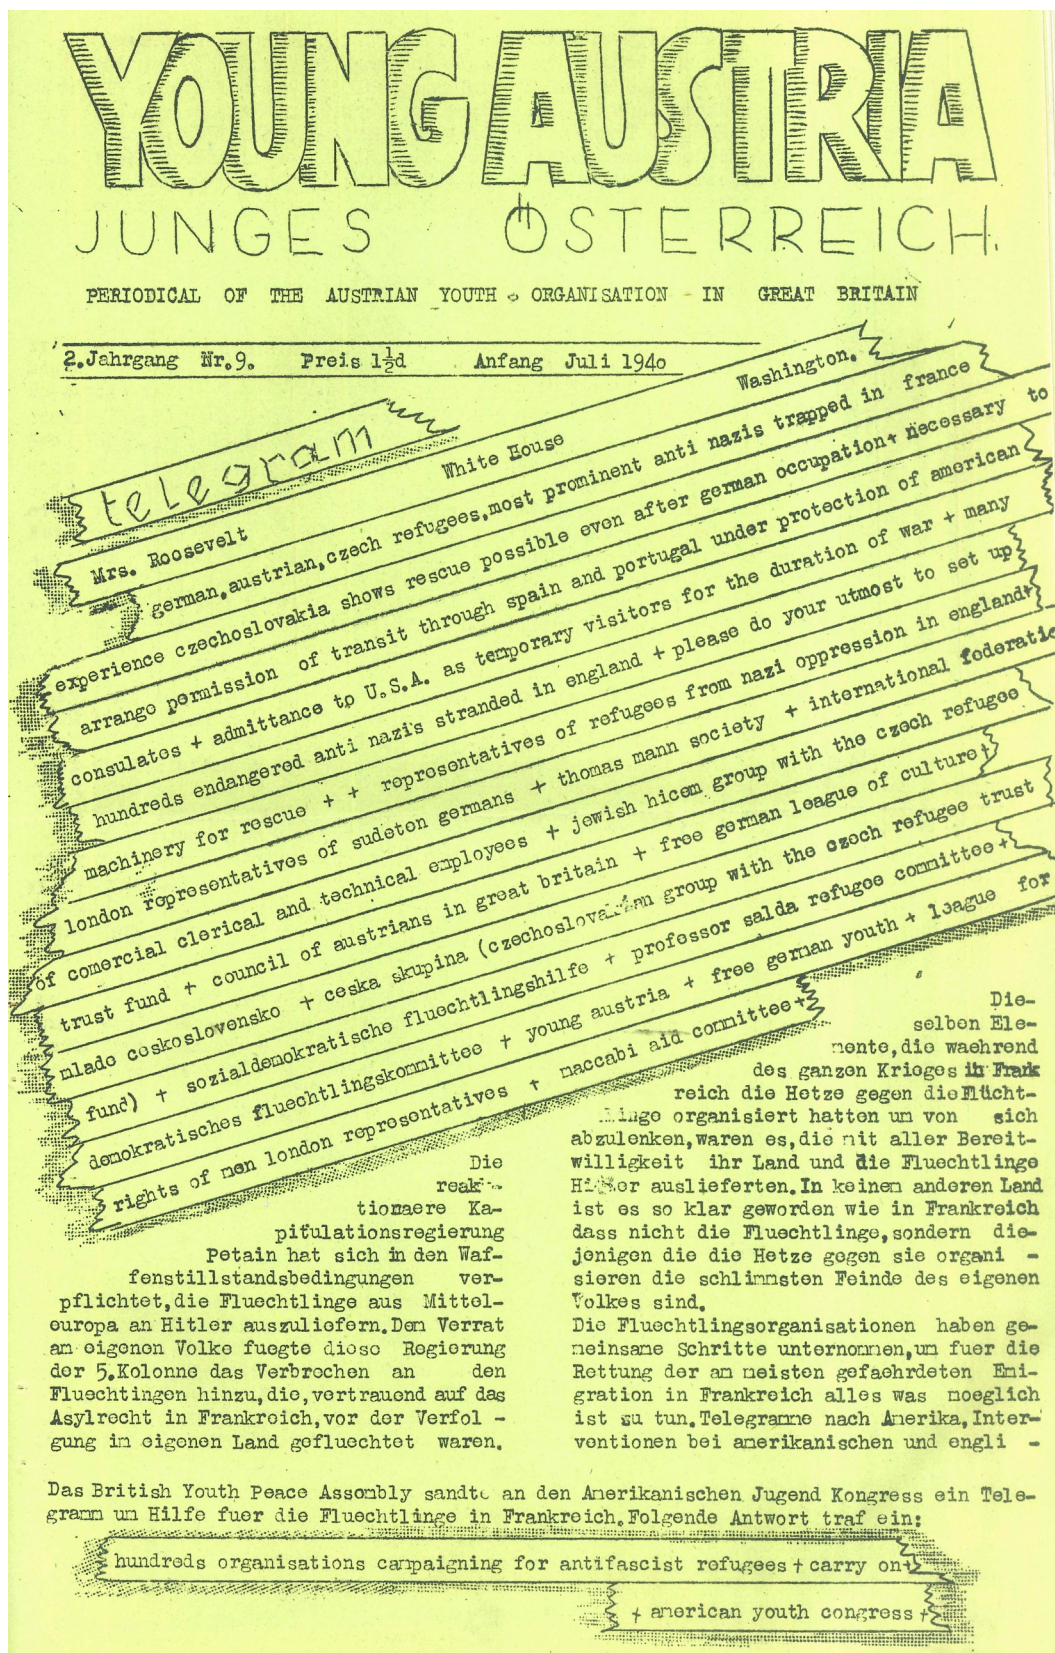 YOUNG AUSTRIA
JUNGES ÖSTERREICH.
PERIODICAL OF THE AUSTRIAN YOUTH ORGANISATION IN GREAT BRITAIN
2.Jahrgang Nr.9. Preis 1½d Anfang Juli 1940
telegram
Mrs. Roosevelt White House Washington.
german,austrian,czech refugees,most prominent anti nazis trapped in france
experience czechoslovakia shows rescue possible even after german occupation+ necessary to
arrange permission of transit through spain and portugal under protection of american
consulates + admittance to U.S.A. as temporary visitors for the duration of war + many
hundreds endangered anti nazi's stranded in england + please do your utmost to set up
machinery for rescue + + representatives of refugees from nazi oppression in england+
london representatives of sudeten germans + thomas mann society + international federatio
of comercial clerical and technical employees + jewish hicem group with the czech refugee
trust fund + council of austrians in great britain + free german league of culture+
mlade ceskoslovensko + ceska skupina (czechoslovakian group with the czech refugee trust
fund) + sozialdemokratische fluechtlingshilfe + professor salda refugee committee+
demokratisches fluechtlingskommittee + young austria + free german youth + league for
rights of men london representatives + maccabi aid committee+
Die
reak-
tionaere Ka-
pitulationsregierung
Petain hat sich in den Waf-
fenstillstandsbedingungen ver-
pflichtet,die Fluechtlinge aus Mittel-
europa an Hitler auszuliefern.Den Verrat
am eigenen Volke fuegte diese Regierung
der 5.Kolonne das Verbrechen an den
Fluechtingen hinzu,die,vertrauend auf das
Asylrecht in Frankreich,vor der Verfol -
gung im eigenen Land gefluechtet waren.
Die-
selben Ele-
mente,die waehrend
des ganzen Krieges in Frank
reich die Hetze gegen die Flücht-
linge organisiert hatten um von sich
abzulenken,waren es,die mit aller Bereit-
willigkeit ihr Land und die Fluechtlinge
Hitler auslieferten.In keinem anderen Land
ist es so klar geworden wie in Frankreich
dass nicht die Fluechtlinge,sondern die-
jenigen die die Hetze gegen sie organi -
sieren die schlimmsten Feinde des eigenen
Volkes sind.
Die Fluechtlingsorganisationen haben ge-
meinsame Schritte unternommen,um fuer die
Rettung der am meisten gefaehrdeten Emi-
gration in Frankreich alles was moeglich
ist zu tun.Telegramme nach Amerika,Inter-
ventionen bei amerikanischen und engli -
Das British Youth Peace Assembly sandte an den Amerikanischen Jugend Kongress ein Tele-
gramm um Hilfe fuer die Fluechtlinge in Frankreich.Folgende Antwort traf ein:
hundreds organisations campaigning for antifascist refugees + carry on+
+ american youth congress +